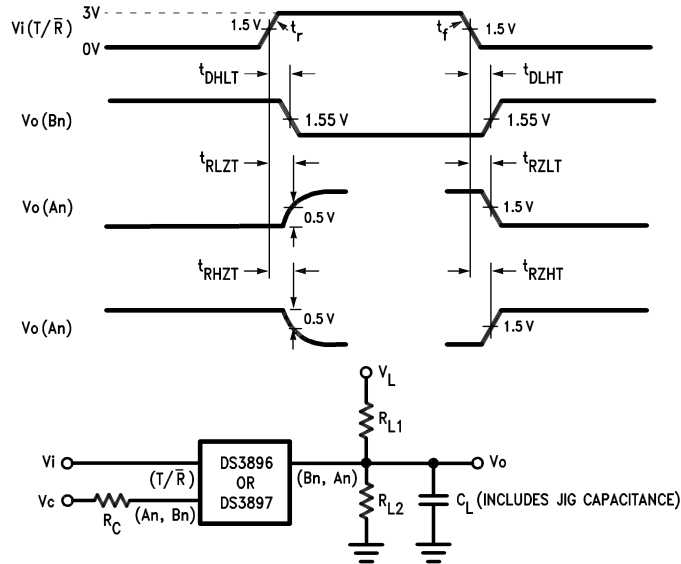 3V
Vi (T/R̅)
1.5 V
tr
tf
1.5 V
0V
tDHLT
tDLHT
Vo (Bn)
1.55 V
1.55 V
tRLZT
tRZLT
Vo (An)
0.5 V
1.5 V
tRHZT
tRZHT
Vo (An)
0.5 V
1.5 V
VL
RL1
Vi
(T/R̅)
DS3896
OR
DS3897
(Bn, An)
Vo
Vc
RC
(An, Bn)
RL2
CL (INCLUDES JIG CAPACITANCE)